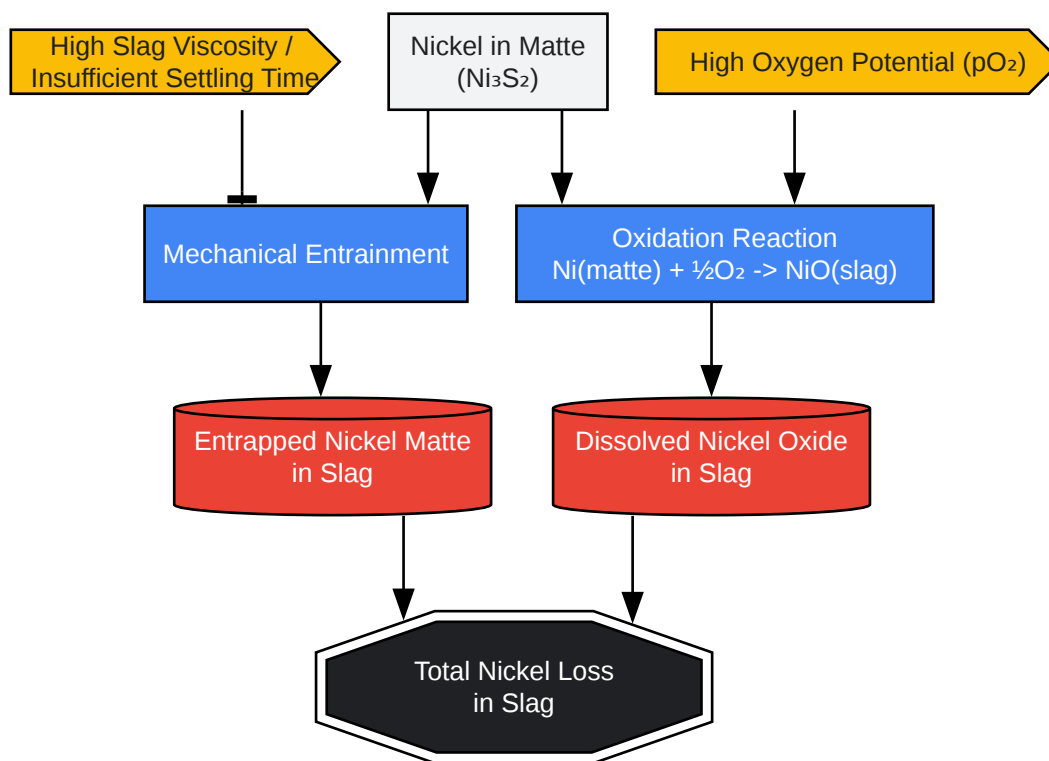 High Slag Viscosity /
Insufficient Settling Time
Nickel in Matte
(Ni₃S₂)
High Oxygen Potential (pO₂)
Mechanical Entrainment
Oxidation Reaction
Ni(matte) + ½O₂ -> NiO(slag)
Entrapped Nickel Matte
in Slag
Dissolved Nickel Oxide
in Slag
Total Nickel Loss
in Slag